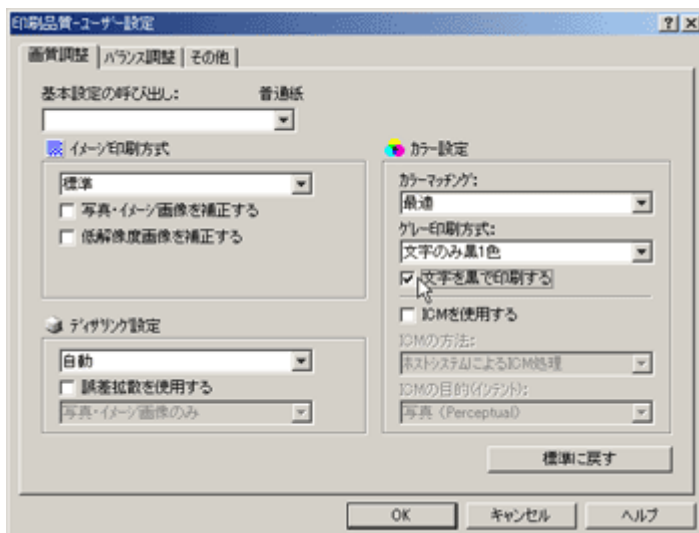 印刷品質-ユーザー設定
画質調整 バランス調整 その他
基本設定の呼び出し: 普通紙
イメージ印刷方式
標準
写真・イメージ画像を補正する
低解像度画像を補正する
ディザリング設定
自動
誤差拡散を使用する
写真・イメージ画像のみ
カラー設定
カラーマッチング:
最適
グレー印刷方式:
文字のみ黒1色
文字を黒で印刷する
ICMを使用する
ICMの方法:
ホストシステムによるICM処理
ICMの目的(インテント):
写真 (Perceptual)
標準に戻す
OK キャンセル ヘルプ